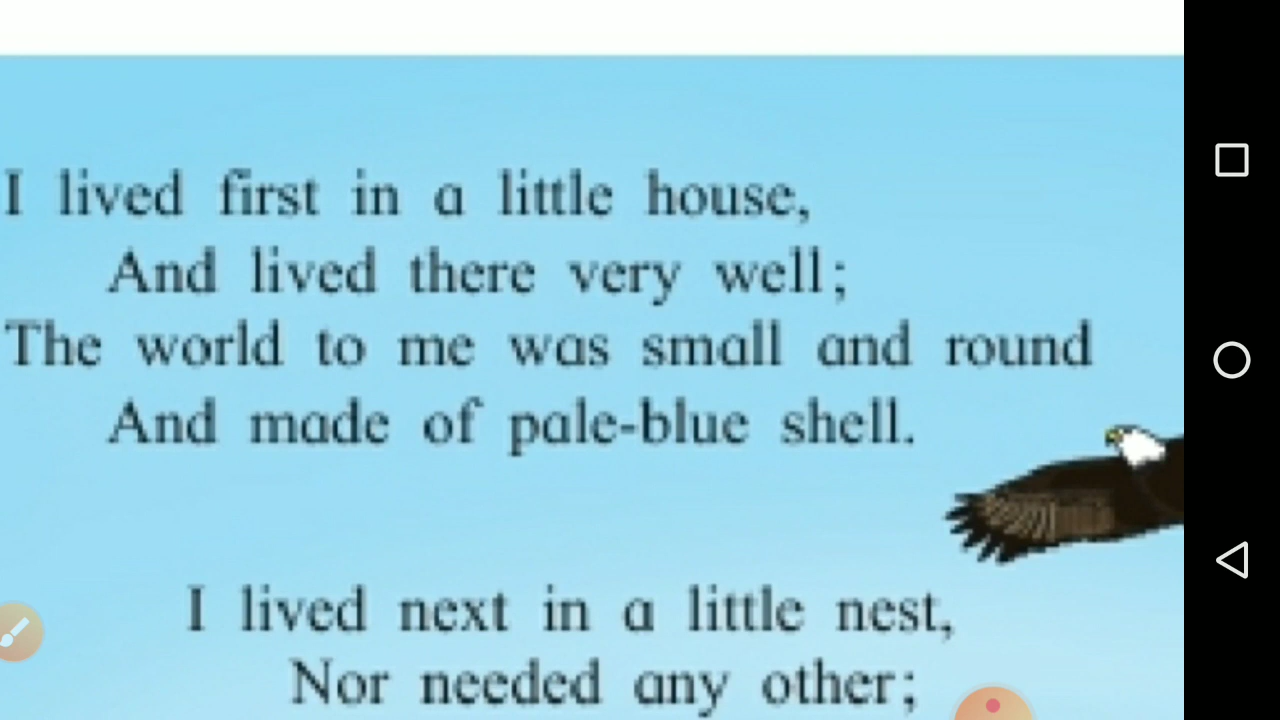 I lived first in a little house,
And lived there very well;
The world to me was small and round
And made of pale-blue shell.
I lived next in a little nest,
Nor needed any other;